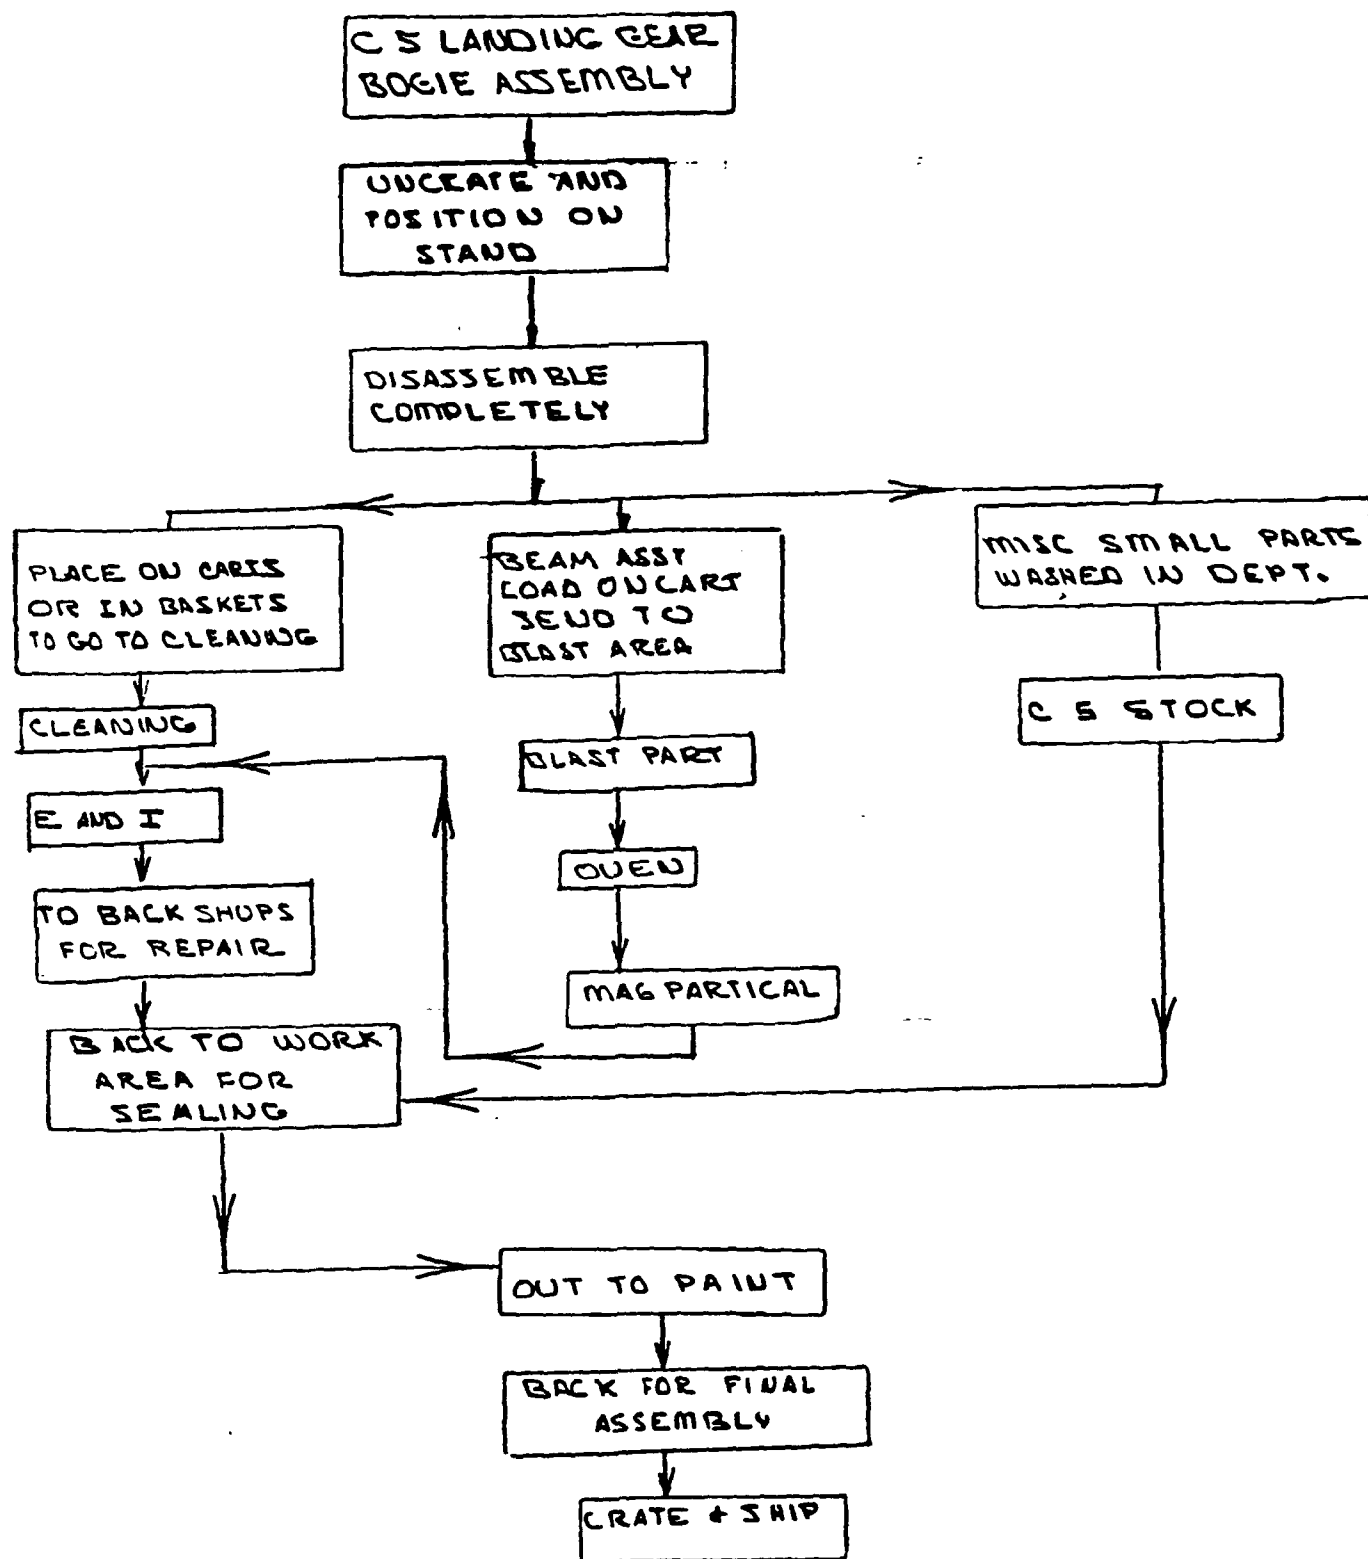 C 5 LANDING GEAR
BOGIE ASSEMBLY
UNCRATE AND
POSITION ON
STAND
DISASSEMBLE
COMPLETELY
PLACE ON CARTS
OR IN BASKETS
TO GO TO CLEANING
BEAM ASSY
LOAD ON CART
SEND TO
BLAST AREA
MISC SMALL PARTS
WASHED IN DEPT.
CLEANING
BLAST PART
C 5 STOCK
E AND I
OVEN
TO BACK SHOPS
FOR REPAIR
MAG PARTICAL
BACK TO WORK
AREA FOR
SEALING
OUT TO PAINT
BACK FOR FINAL
ASSEMBLY
CRATE & SHIP